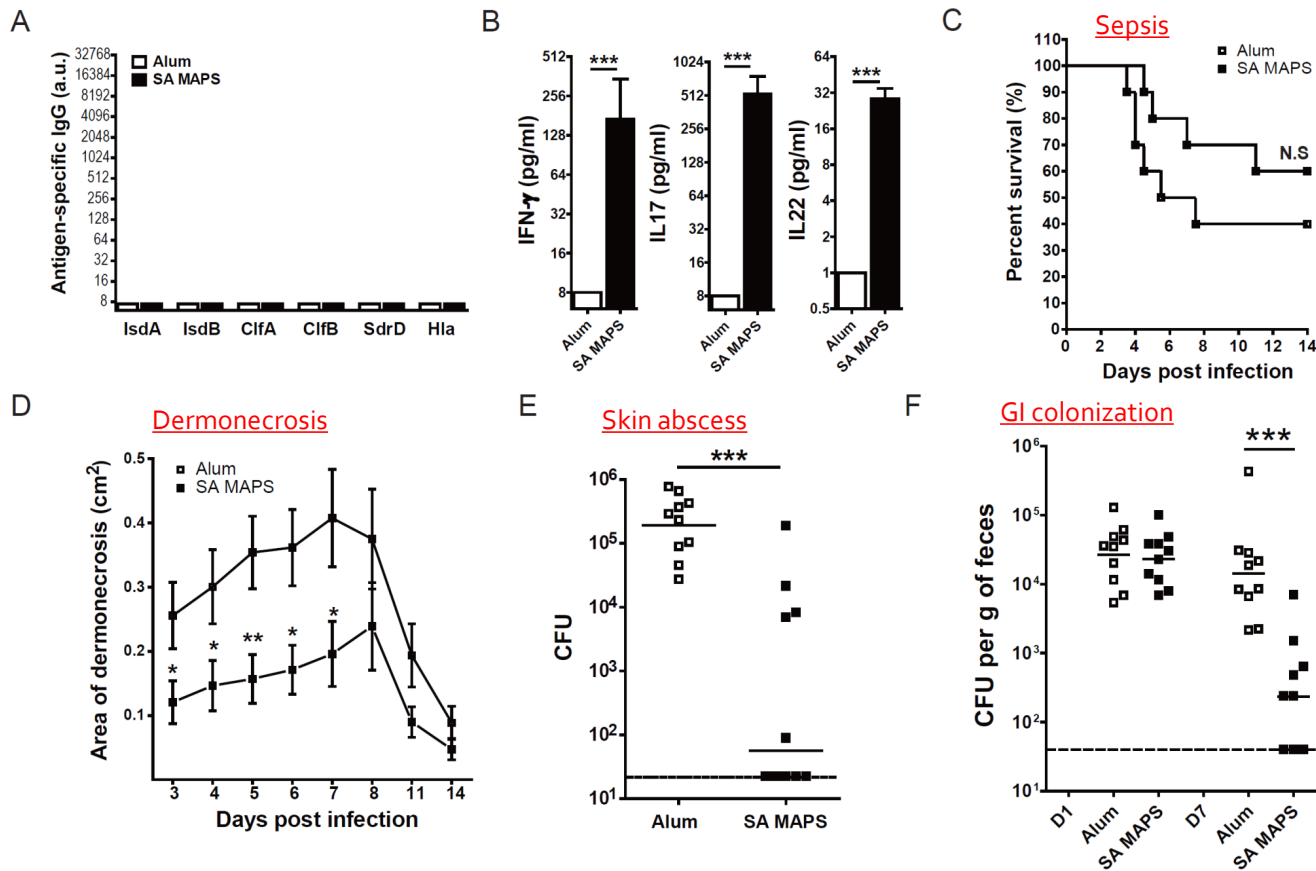 A
Antigen-specific IgG (a.u.)
32768
16384
8192
4096
2048
1024
512
256
128
64
32
16
8
Alum
SA MAPS
IsdA IsdB ClfA ClfB SdrD Hla
B
IFN-γ (pg/ml)
512
256
128
64
32
16
8
***
Alum
SA MAPS
IL17 (pg/ml)
1024
512
256
128
64
32
16
8
***
Alum
SA MAPS
IL22 (pg/ml)
64
32
16
8
4
2
1
0.5
***
Alum
SA MAPS
C
Sepsis
Alum
SA MAPS
Percent survival (%)
110
100
90
80
70
60
50
40
30
20
10
0
N.S
0 2 4 6 8 10 12 14
Days post infection
D
Dermonecrosis
Alum
SA MAPS
Area of dermonecrosis (cm²)
0.5
0.4
0.3
0.2
0.1
* * ** * *
3 4 5 6 7 8 11 14
Days post infection
E
Skin abscess
***
CFU
10⁶
10⁵
10⁴
10³
10²
10¹
Alum SA MAPS
F
GI colonization
***
CFU per g of feces
10⁶
10⁵
10⁴
10³
10²
10¹
D1
Alum
SA MAPS
D7
Alum
SA MAPS